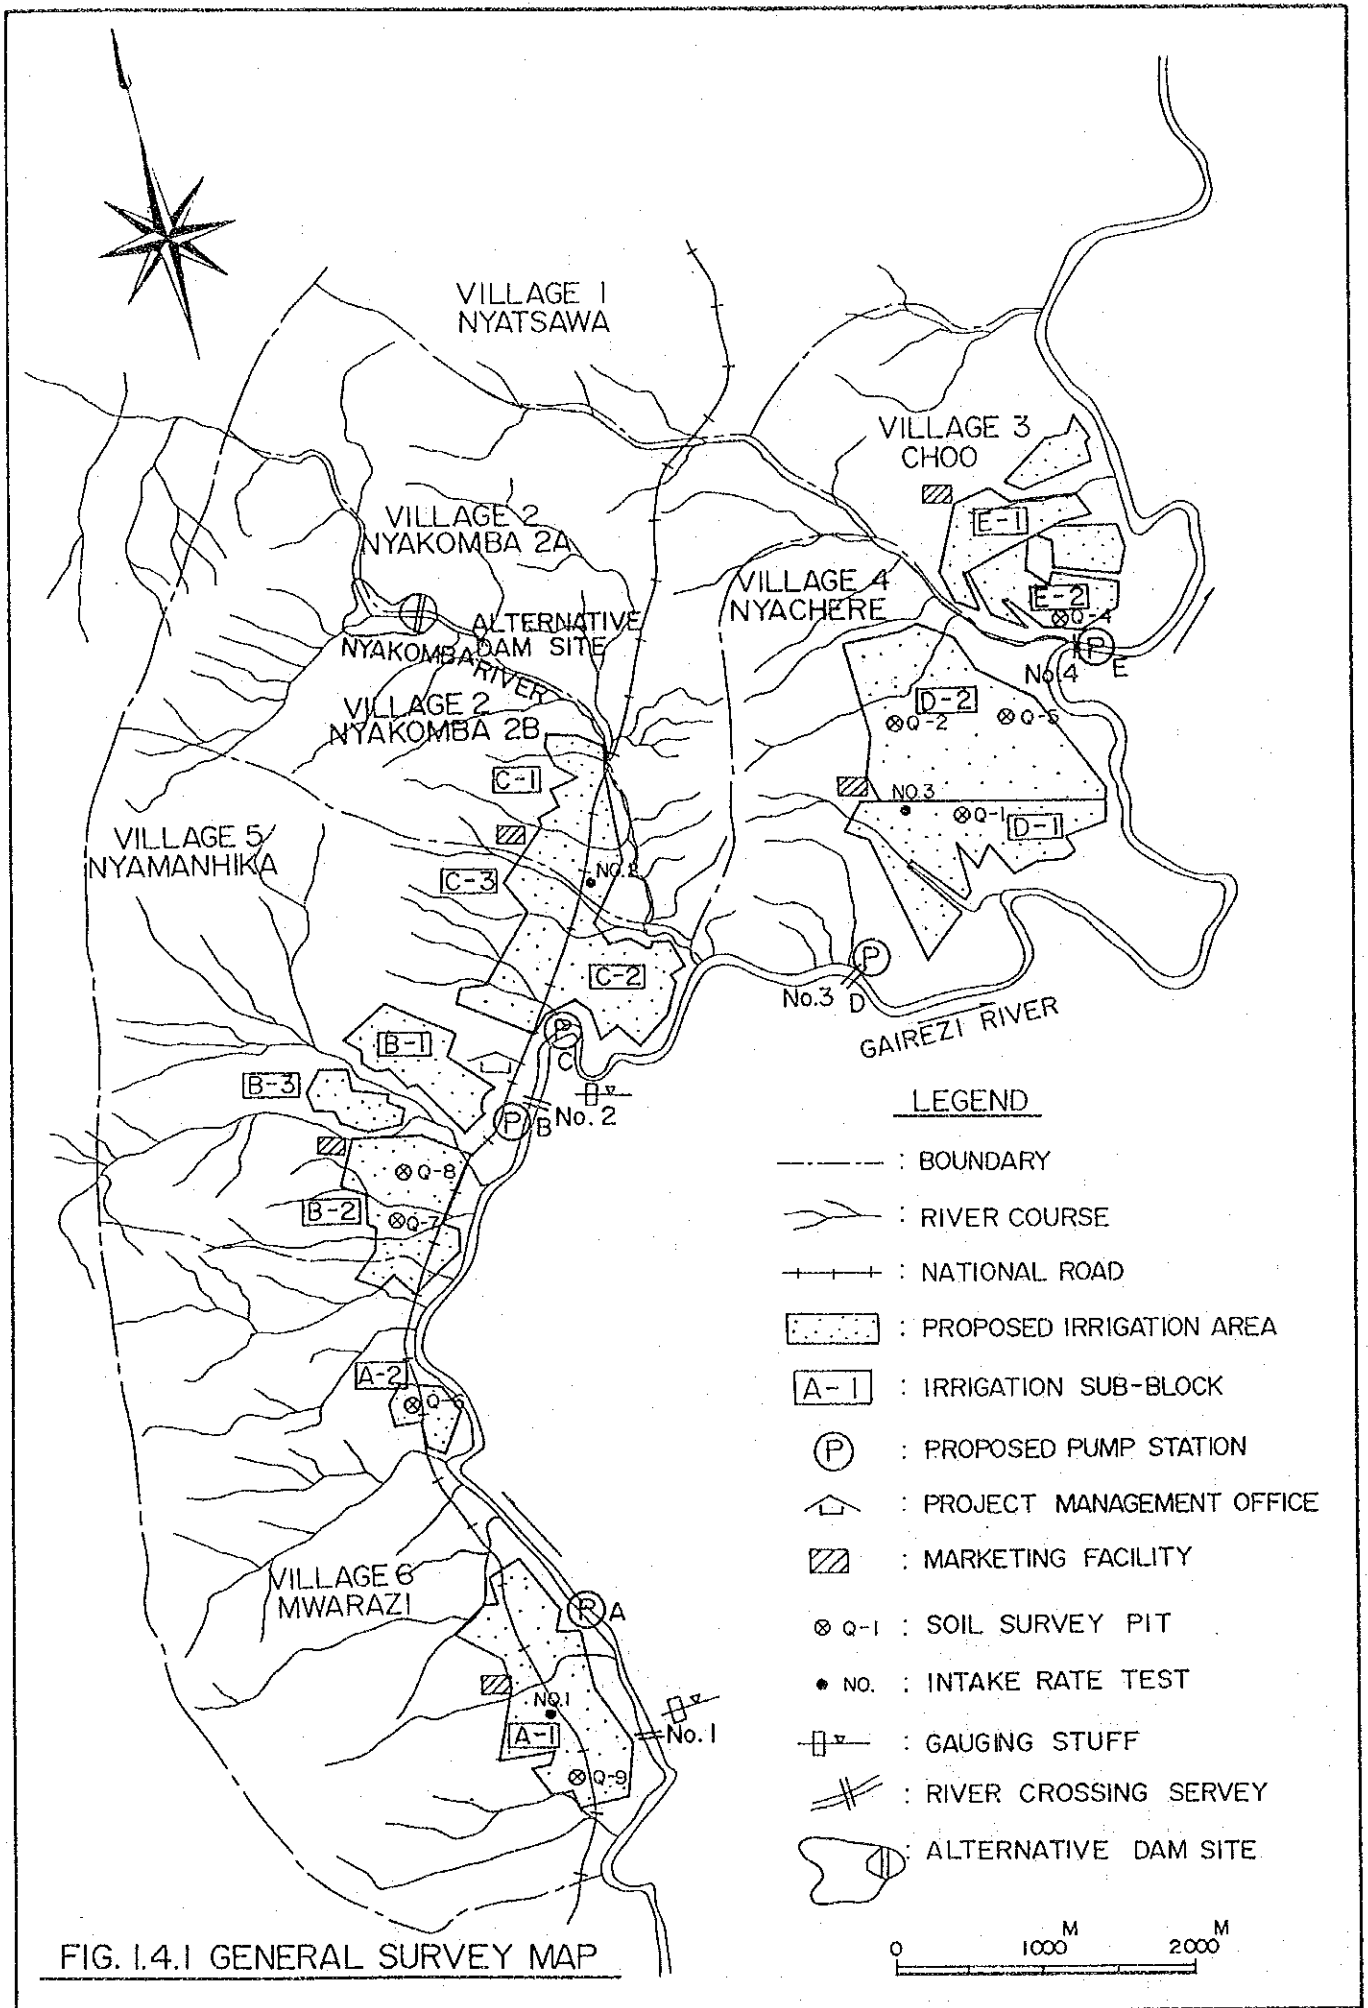 VILLAGE 1
NYATSAWA
VILLAGE 3
CHOO
E-1
VILLAGE 2
NYAKOMBA 2A
VILLAGE 4
NYACHERE
E-2
Q-4
ALTERNATIVE
DAM SITE
NYAKOMBA
RIVER
P
E
No.4
VILLAGE 2
NYAKOMBA 2B
D-2
Q-2
Q-5
C-1
NO.3
Q-1
D-1
VILLAGE 5
NYAMANHIKA
C-3
NO.2
C-2
P
No.3
D
GAIREZI RIVER
B-1
P
C
B-3
P
B
No.2
Q-8
B-2
Q-7
A-2
Q-6
VILLAGE 6
MWARAZI
P
A
NO.1
A-1
No.1
Q-9
LEGEND
: BOUNDARY
: RIVER COURSE
: NATIONAL ROAD
: PROPOSED IRRIGATION AREA
A-1 : IRRIGATION SUB-BLOCK
P : PROPOSED PUMP STATION
: PROJECT MANAGEMENT OFFICE
: MARKETING FACILITY
Q-1 : SOIL SURVEY PIT
NO. : INTAKE RATE TEST
: GAUGING STUFF
: RIVER CROSSING SERVEY
: ALTERNATIVE DAM SITE
M M
0 1000 2000
FIG. 1.4.1 GENERAL SURVEY MAP